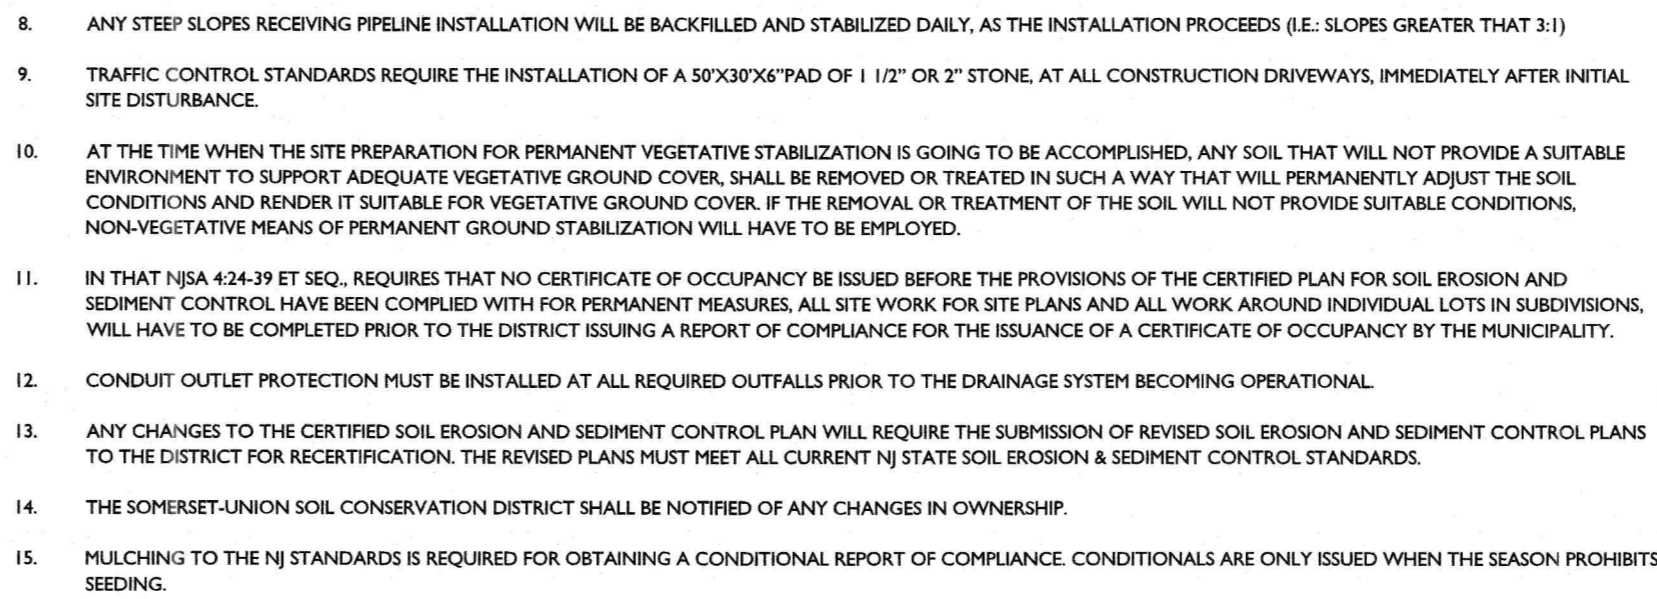 8. ANY STEEP SLOPES RECEIVING PIPELINE INSTALLATION WILL BE BACKFILLED AND STABILIZED DAILY, AS THE INSTALLATION PROCEEDS (I.E.: SLOPES GREATER THAT 3:1)
9. TRAFFIC CONTROL STANDARDS REQUIRE THE INSTALLATION OF A 50'X30'X6"PAD OF 1 1/2" OR 2" STONE, AT ALL CONSTRUCTION DRIVEWAYS, IMMEDIATELY AFTER INITIAL
SITE DISTURBANCE.
10. AT THE TIME WHEN THE SITE PREPARATION FOR PERMANENT VEGETATIVE STABILIZATION IS GOING TO BE ACCOMPLISHED, ANY SOIL THAT WILL NOT PROVIDE A SUITABLE
ENVIRONMENT TO SUPPORT ADEQUATE VEGETATIVE GROUND COVER, SHALL BE REMOVED OR TREATED IN SUCH A WAY THAT WILL PERMANENTLY ADJUST THE SOIL
CONDITIONS AND RENDER IT SUITABLE FOR VEGETATIVE GROUND COVER. IF THE REMOVAL OR TREATMENT OF THE SOIL WILL NOT PROVIDE SUITABLE CONDITIONS,
NON-VEGETATIVE MEANS OF PERMANENT GROUND STABILIZATION WILL HAVE TO BE EMPLOYED.
11. IN THAT NJSA 4:24-39 ET SEQ., REQUIRES THAT NO CERTIFICATE OF OCCUPANCY BE ISSUED BEFORE THE PROVISIONS OF THE CERTIFIED PLAN FOR SOIL EROSION AND
SEDIMENT CONTROL HAVE BEEN COMPLIED WITH FOR PERMANENT MEASURES, ALL SITE WORK FOR SITE PLANS AND ALL WORK AROUND INDIVIDUAL LOTS IN SUBDIVISIONS,
WILL HAVE TO BE COMPLETED PRIOR TO THE DISTRICT ISSUING A REPORT OF COMPLIANCE FOR THE ISSUANCE OF A CERTIFICATE OF OCCUPANCY BY THE MUNICIPALITY.
12. CONDUIT OUTLET PROTECTION MUST BE INSTALLED AT ALL REQUIRED OUTFALLS PRIOR TO THE DRAINAGE SYSTEM BECOMING OPERATIONAL.
13. ANY CHANGES TO THE CERTIFIED SOIL EROSION AND SEDIMENT CONTROL PLAN WILL REQUIRE THE SUBMISSION OF REVISED SOIL EROSION AND SEDIMENT CONTROL PLANS
TO THE DISTRICT FOR RECERTIFICATION. THE REVISED PLANS MUST MEET ALL CURRENT NJ STATE SOIL EROSION & SEDIMENT CONTROL STANDARDS.
14. THE SOMERSET-UNION SOIL CONSERVATION DISTRICT SHALL BE NOTIFIED OF ANY CHANGES IN OWNERSHIP.
15. MULCHING TO THE NJ STANDARDS IS REQUIRED FOR OBTAINING A CONDITIONAL REPORT OF COMPLIANCE. CONDITIONALS ARE ONLY ISSUED WHEN THE SEASON PROHIBITS
SEEDING.